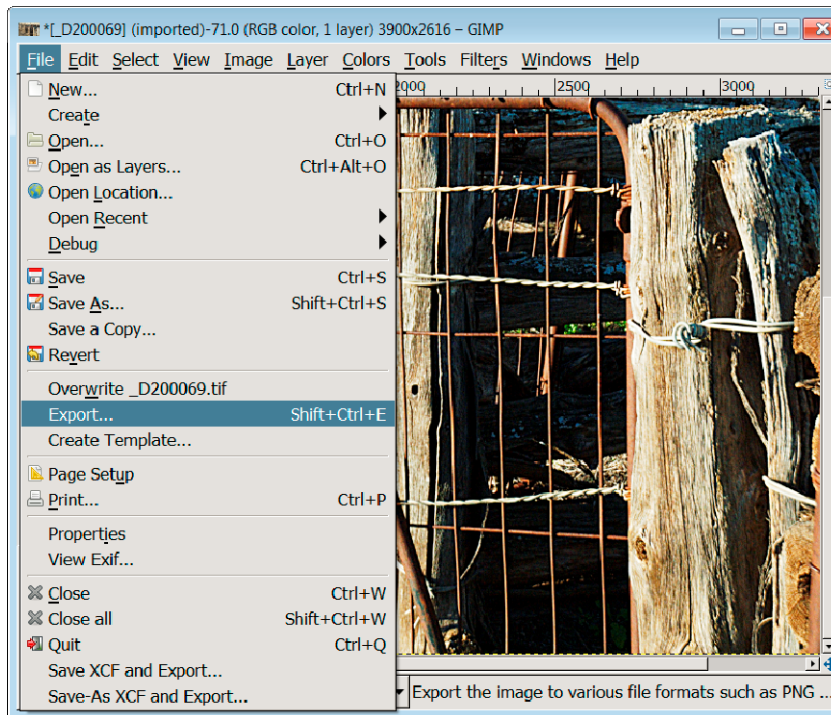 *[_D200069] (imported)-71.0 (RGB color, 1 layer) 3900x2616 – GIMP
File Edit Select View Image Layer Colors Tools Filters Windows Help
2000 2500 3000
New... Ctrl+N
Create
Open... Ctrl+O
Open as Layers... Ctrl+Alt+O
Open Location...
Open Recent
Debug
Save Ctrl+S
Save As... Shift+Ctrl+S
Save a Copy...
Revert
Overwrite _D200069.tif
Export... Shift+Ctrl+E
Create Template...
Page Setup
Print... Ctrl+P
Properties
View Exif...
Close Ctrl+W
Close all Shift+Ctrl+W
Quit Ctrl+Q
Save XCF and Export...
Save-As XCF and Export...
Export the image to various file formats such as PNG ...